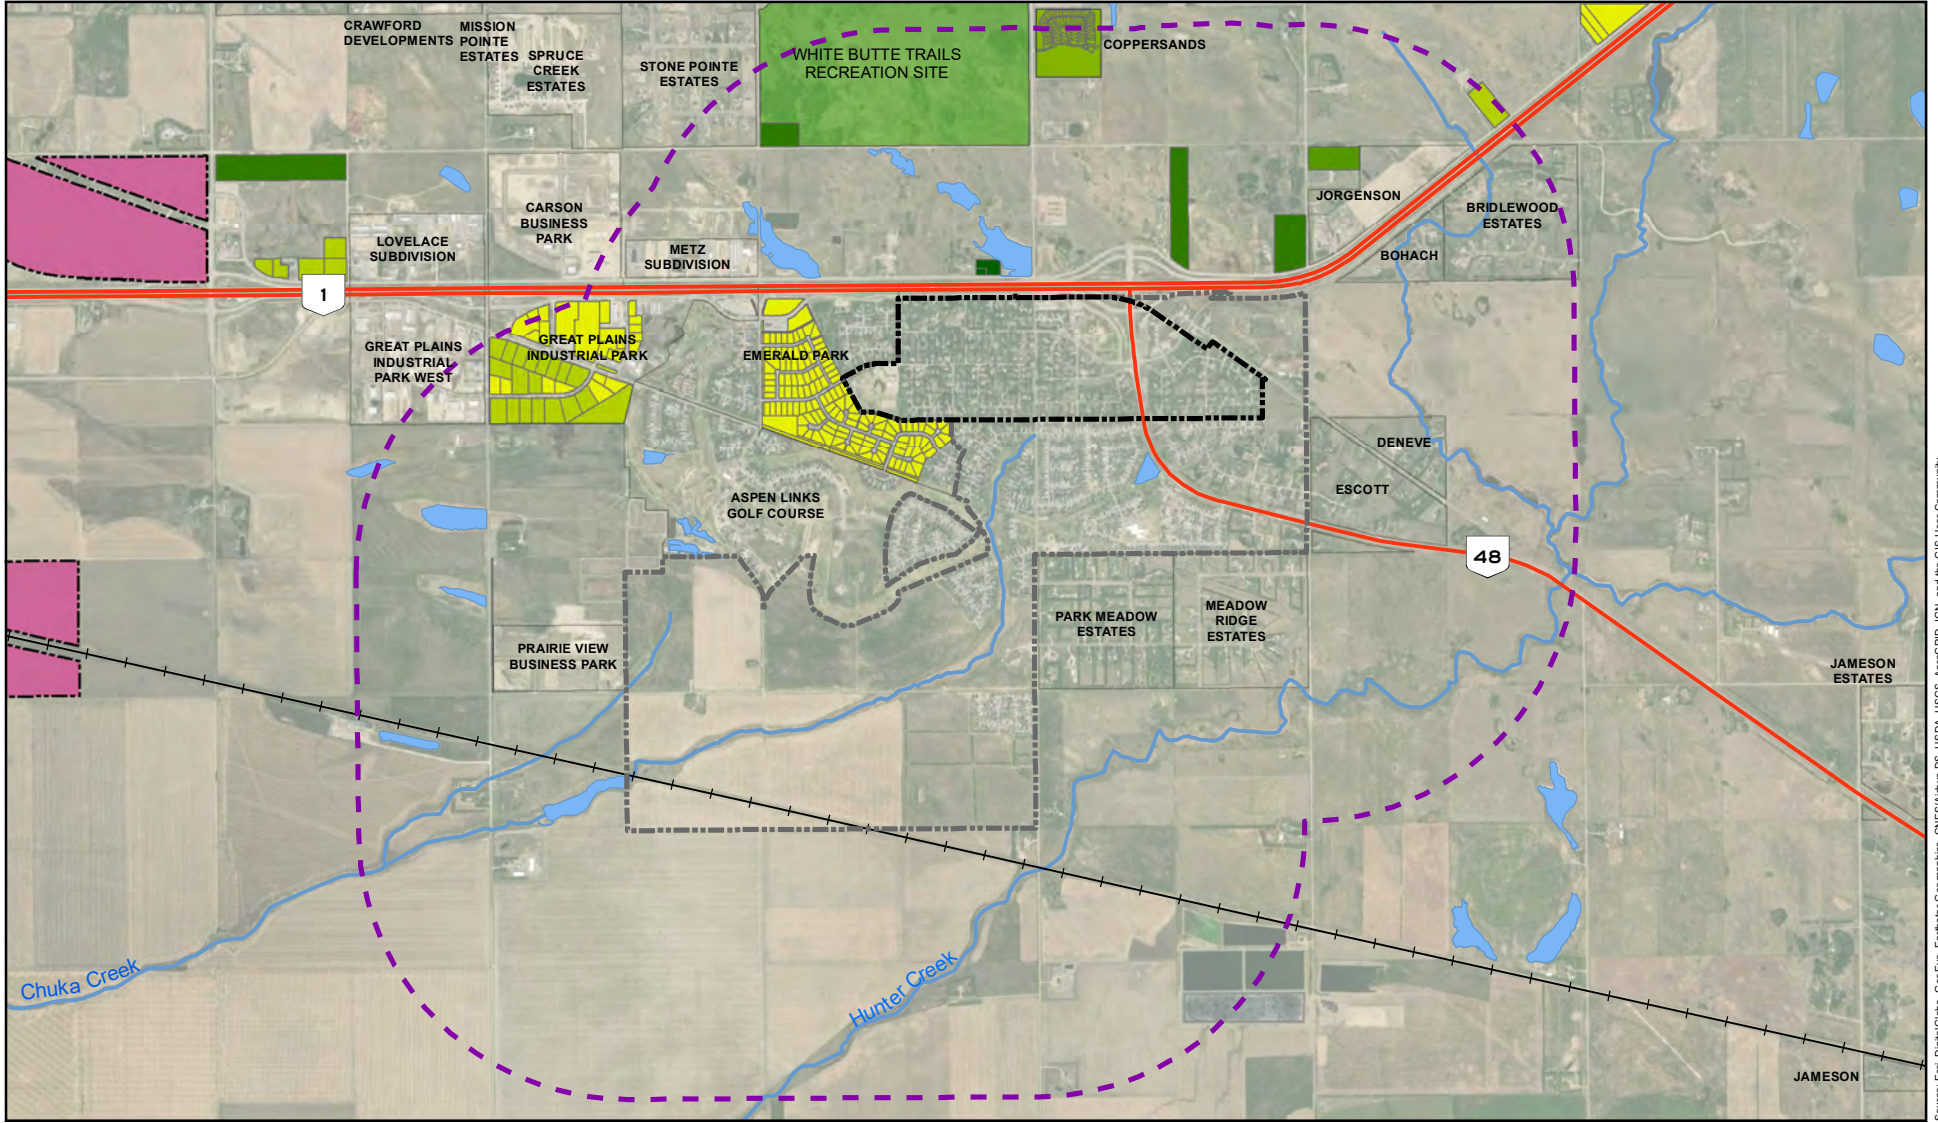 CRAWFORD
DEVELOPMENTS
MISSION
POINTE
ESTATES
SPRUCE
CREEK
ESTATES
STONE POINTE
ESTATES
WHITE BUTTE TRAILS
RECREATION SITE
COPPERSANDS
JORGENSON
BRIDLEWOOD
ESTATES
BOHACH
CARSON
BUSINESS
PARK
LOVELACE
SUBDIVISION
METZ
SUBDIVISION
1
GREAT PLAINS
INDUSTRIAL
PARK WEST
GREAT PLAINS
INDUSTRIAL PARK
EMERALD PARK
DENEVE
ESCOTT
ASPEN LINKS
GOLF COURSE
48
PARK MEADOW
ESTATES
MEADOW
RIDGE
ESTATES
PRAIRIE VIEW
BUSINESS PARK
JAMESON
ESTATES
Chuka Creek
Hunter Creek
JAMESON